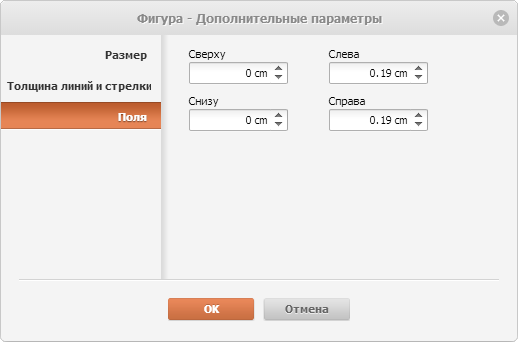 Фигура - Дополнительные параметры
Размер
Толщина линий и стрелки
Поля
Сверху
Слева
0 cm
0.19 cm
Снизу
Справа
0 cm
0.19 cm
OK
Отмена